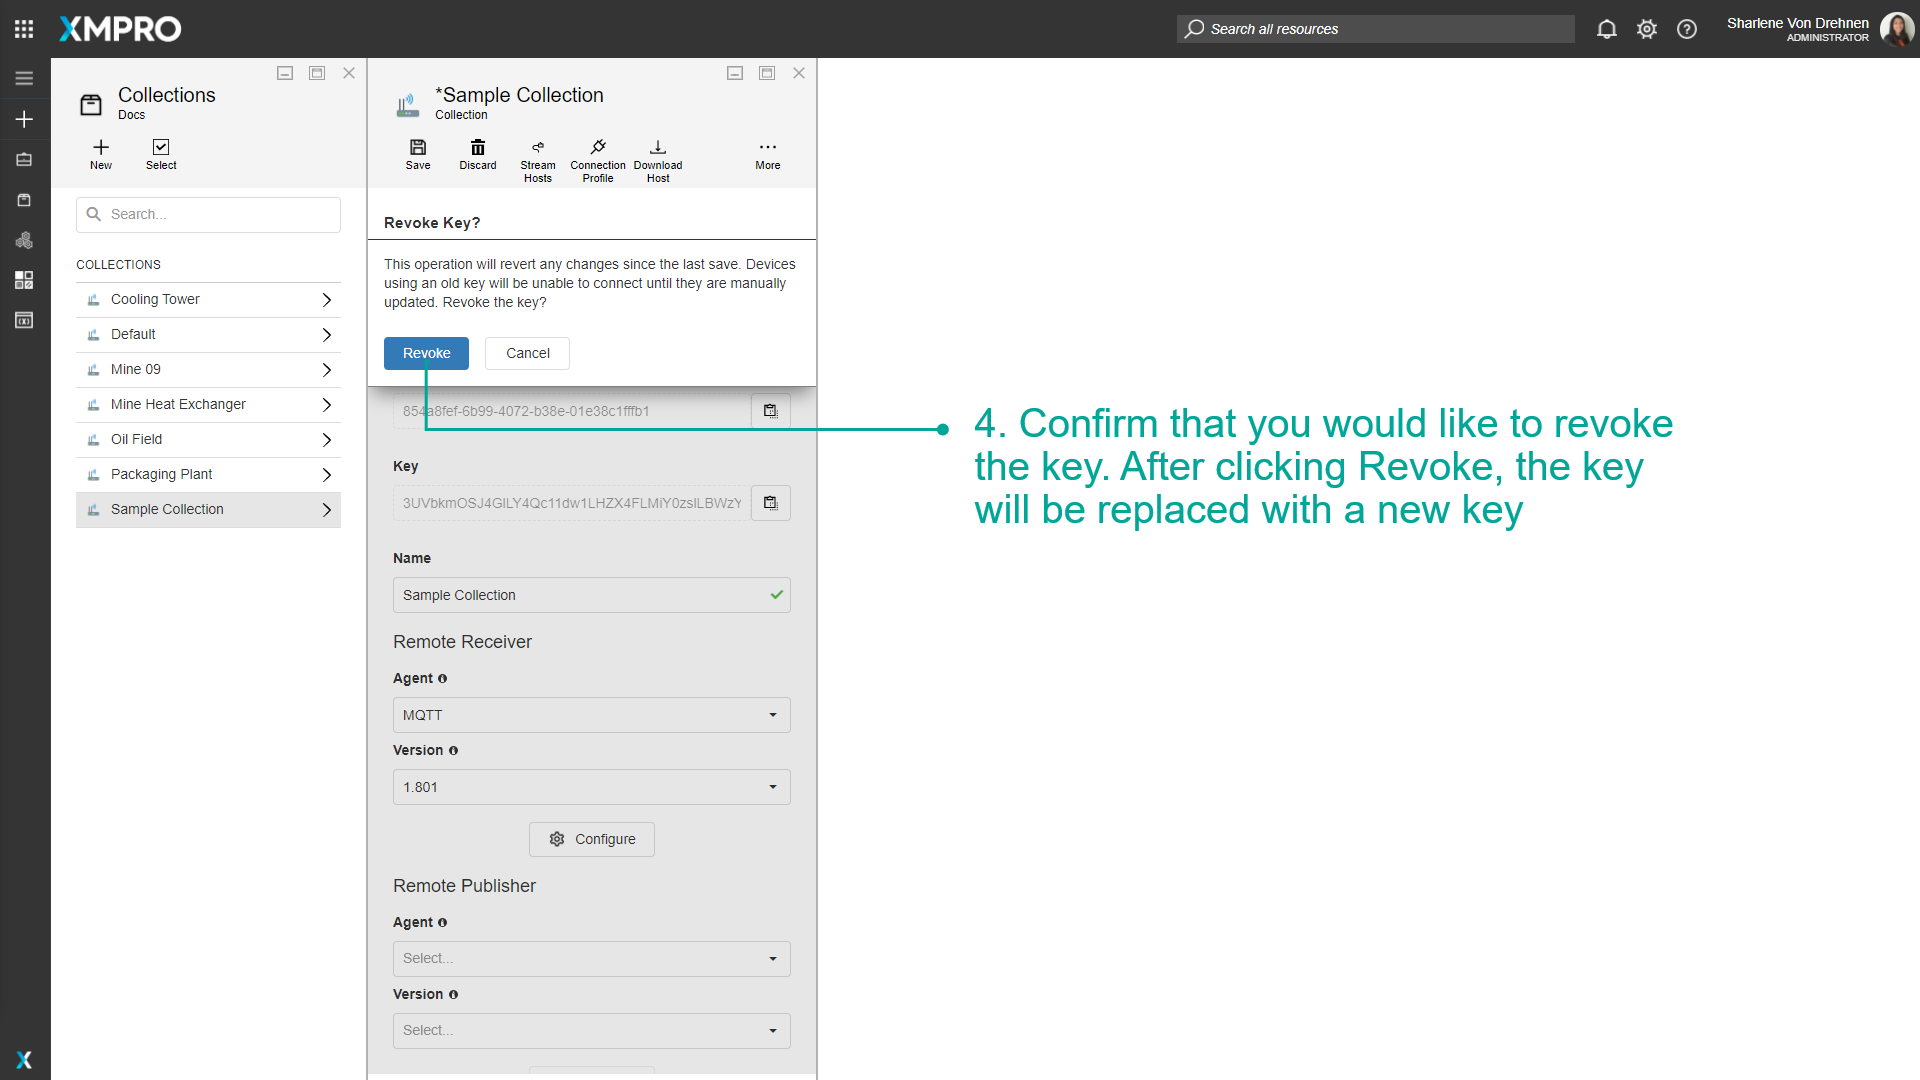 XMPRO
Search all resources
Sharlene Von Drehnen
ADMINISTRATOR
Collections
Docs
New
Select
Search...
COLLECTIONS
Cooling Tower
Default
Mine 09
Mine Heat Exchanger
Oil Field
Packaging Plant
Sample Collection
*Sample Collection
Collection
Save
Discard
Stream Hosts
Connection Profile
Download Host
More
Revoke Key?
This operation will revert any changes since the last save. Devices
using an old key will be unable to connect until they are manually
updated. Revoke the key?
Revoke
Cancel
854a8fef-6b99-4072-b38e-01e38c1fffb1
Key
3UVbkmOSJ4GILY4Qc11dw1LHZX4FLMiY0zsILBWzY
Name
Sample Collection
Remote Receiver
Agent
MQTT
Version
1.801
Configure
Remote Publisher
Agent
Select...
Version
Select...
4. Confirm that you would like to revoke
the key. After clicking Revoke, the key
will be replaced with a new key